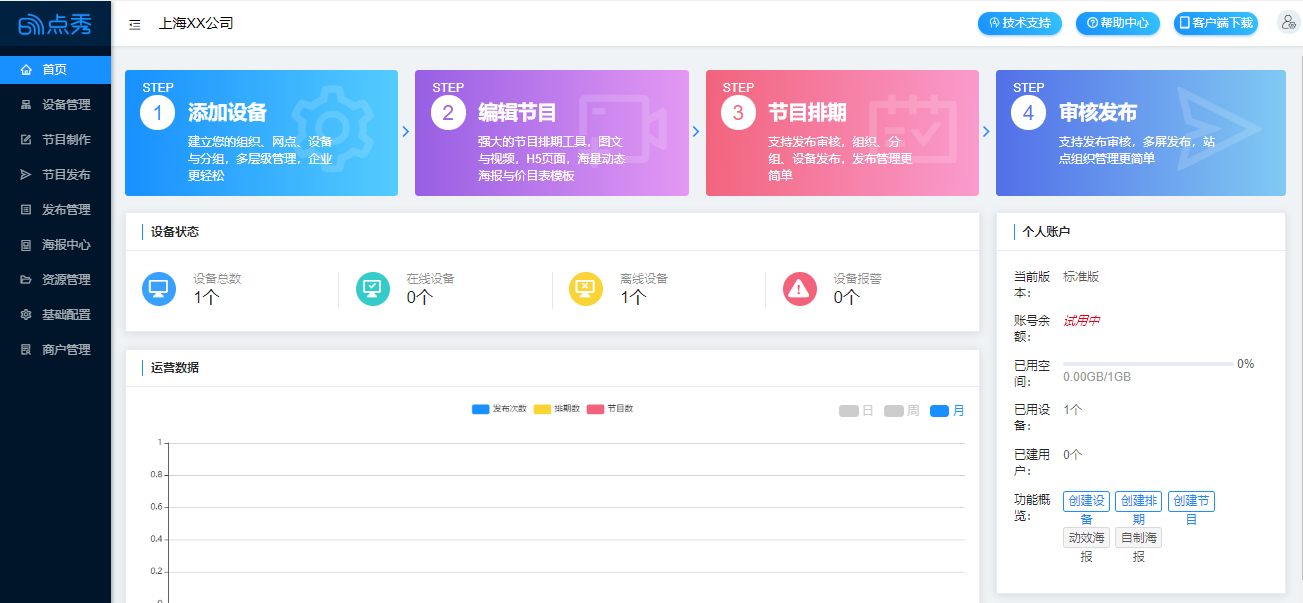 点秀
上海XX公司
技术支持
帮助中心
客户端下载
首页
设备管理
节目制作
节目发布
发布管理
海报中心
资源管理
基础配置
商户管理
STEP
1
添加设备
建立您的组织、网点、设备
与分组，多层级管理，企业
更轻松
STEP
2
编辑节目
强大的节目排期工具，图文
与视频，H5页面，海量动态
海报与价目表模板
STEP
3
节目排期
支持发布审核，组织、分
组、设备发布，发布管理更
简单
STEP
4
审核发布
支持发布审核，多屏发布，站
点组织管理更简单
设备状态
设备总数
1个
在线设备
0个
离线设备
1个
设备报警
0个
运营数据
发布次数 排期数 节目数
日 周 月
1
0.8
0.6
0.4
0.2
0
个人账户
当前版
本：
标准版
账号余
额：
试用中
已用空
间：
0%
0.00GB/1GB
已用设
备：
1个
已建用
户：
0个
功能概
览：
创建设
备
创建排
期
创建节
目
动效海
报
自制海
报